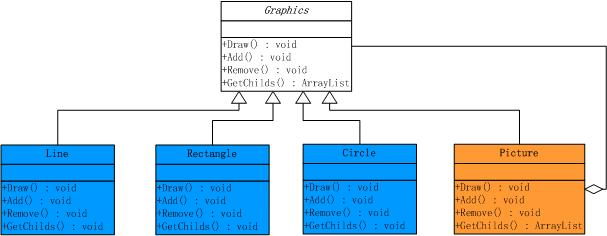 Graphics
+Draw() : void
+Add() : void
+Remove() : void
+GetChilds() : ArrayList
Line
+Draw() : void
+Add() : void
+Remove() : void
+GetChilds() : void
Rectangle
+Draw() : void
+Add() : void
+Remove() : void
+GetChilds() : void
Circle
+Draw() : void
+Add() : void
+Remove() : void
+GetChilds() : void
Picture
+Draw() : void
+Add() : void
+Remove() : void
+GetChilds() : ArrayList